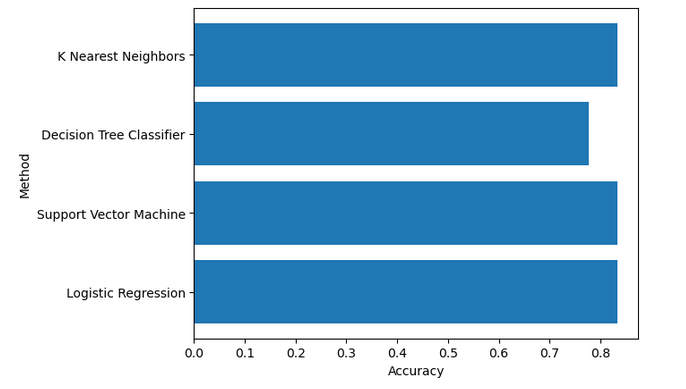 K Nearest Neighbors
Decision Tree Classifier
Method
Support Vector Machine
Logistic Regression
0.0 0.1 0.2 0.3 0.4 0.5 0.6 0.7 0.8
Accuracy